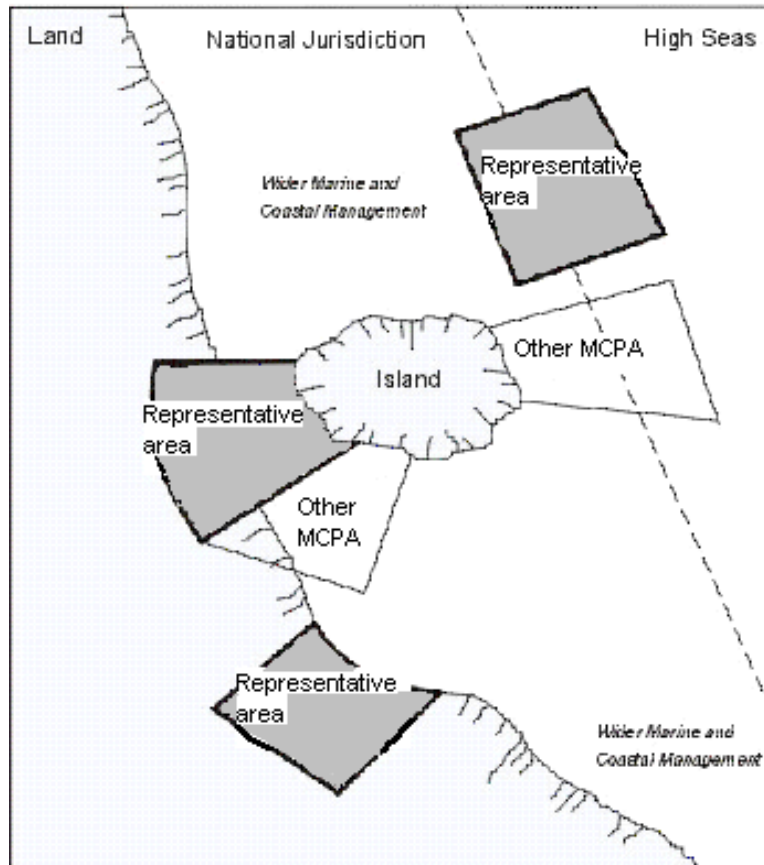 Land
National Jurisdiction
High Seas
Representative
area
Wider Marine and
Coastal Management
Other MCPA
Island
Representative
area
Other
MCPA
Representative
area
Wider Marine and
Coastal Management